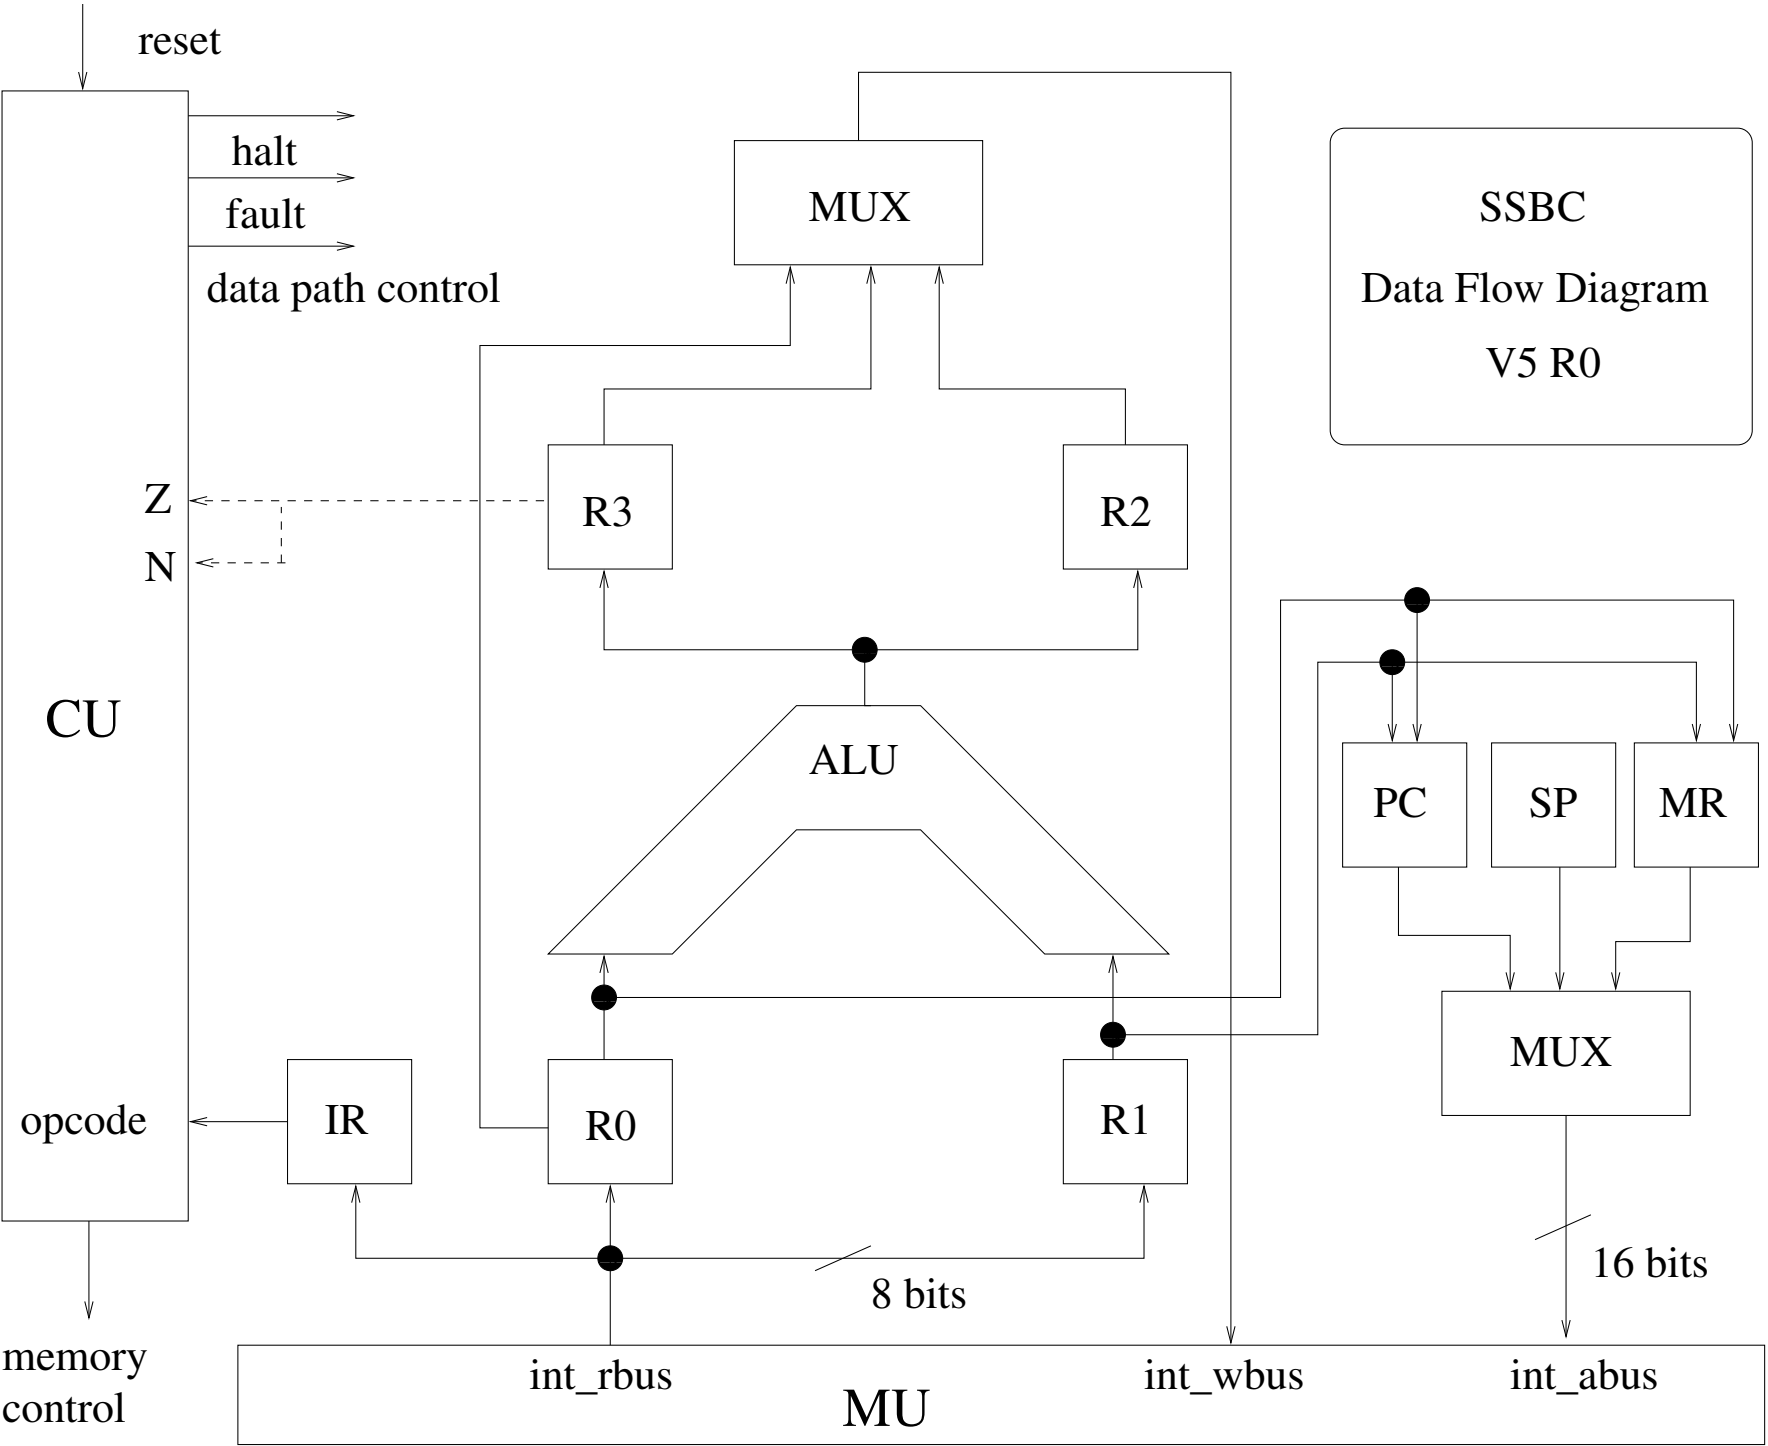 reset
halt
fault
data path control
MUX
SSBC
Data Flow Diagram
V5 R0
Z
N
R3
R2
CU
ALU
PC
SP
MR
MUX
opcode
IR
R0
R1
8 bits
16 bits
memory
control
int_rbus
int_wbus
int_abus
MU